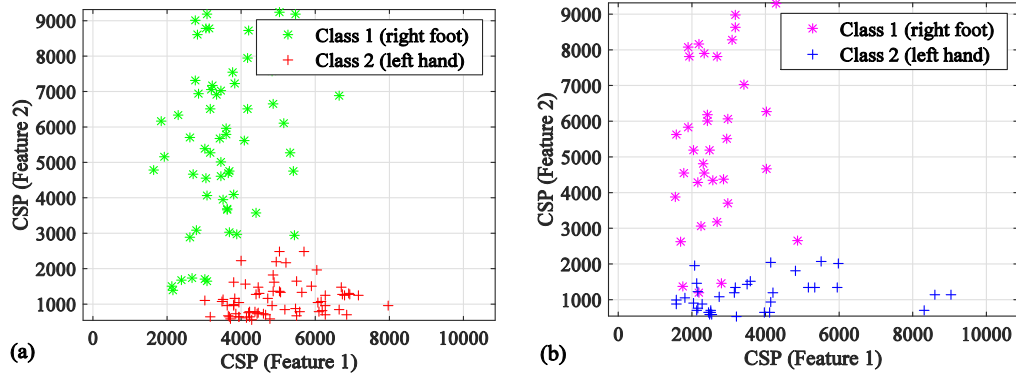 9000
8000
7000
6000
5000
4000
3000
2000
1000
CSP (Feature 2)
Class 1 (right foot)
Class 2 (left hand)
0 2000 4000 6000 8000 10000
(a) CSP (Feature 1)
9000
8000
7000
6000
5000
4000
3000
2000
1000
CSP (Feature 2)
Class 1 (right foot)
Class 2 (left hand)
0 2000 4000 6000 8000 10000
(b) CSP (Feature 1)